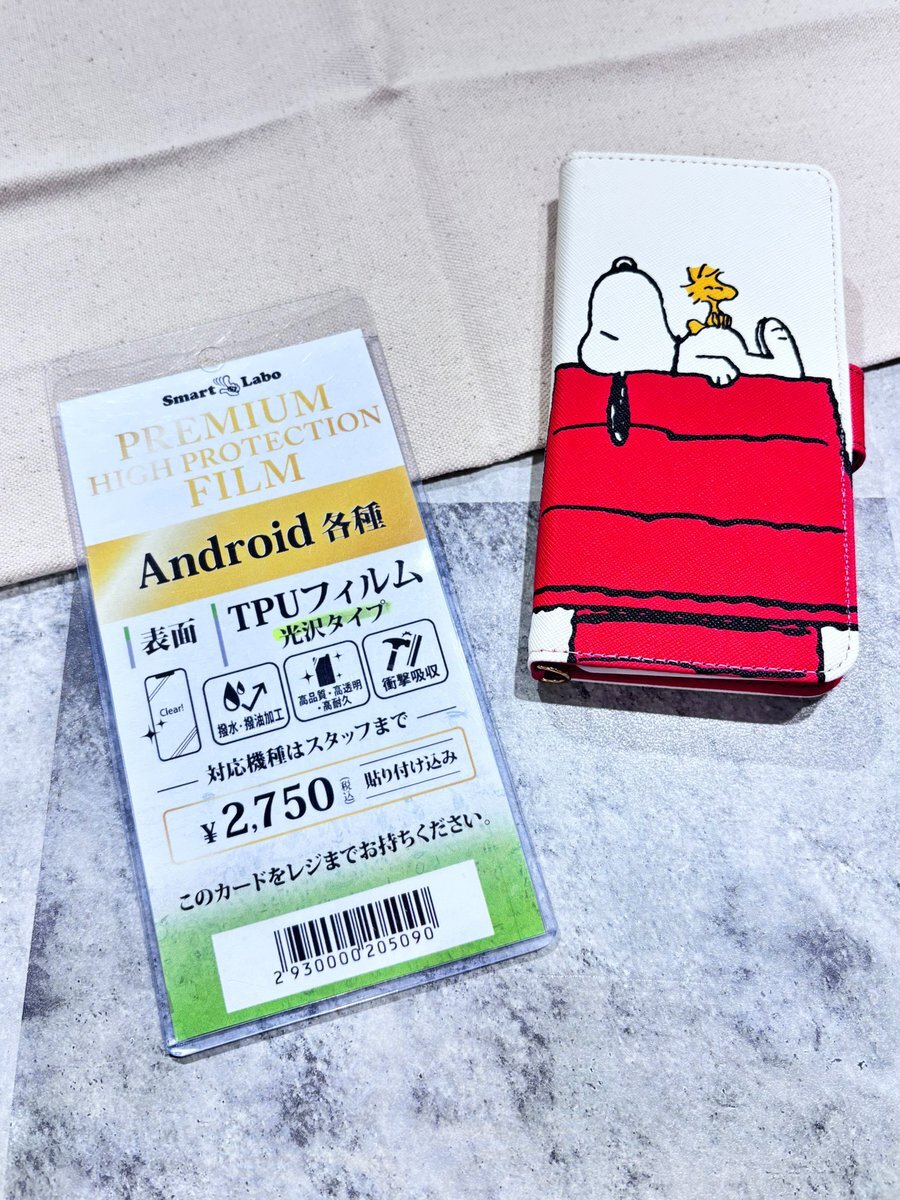 Smart Labo
PREMIUM
HIGH PROTECTION
FILM
Android 各種
表面
TPUフィルム
光沢タイプ
Clear!
撥水・撥油加工
高品質・高透明
・高耐久
衝撃吸収
対応機種はスタッフまで
¥2,750(税込) 貼り付け込み
このカードをレジまでお持ちください。
2930000205090